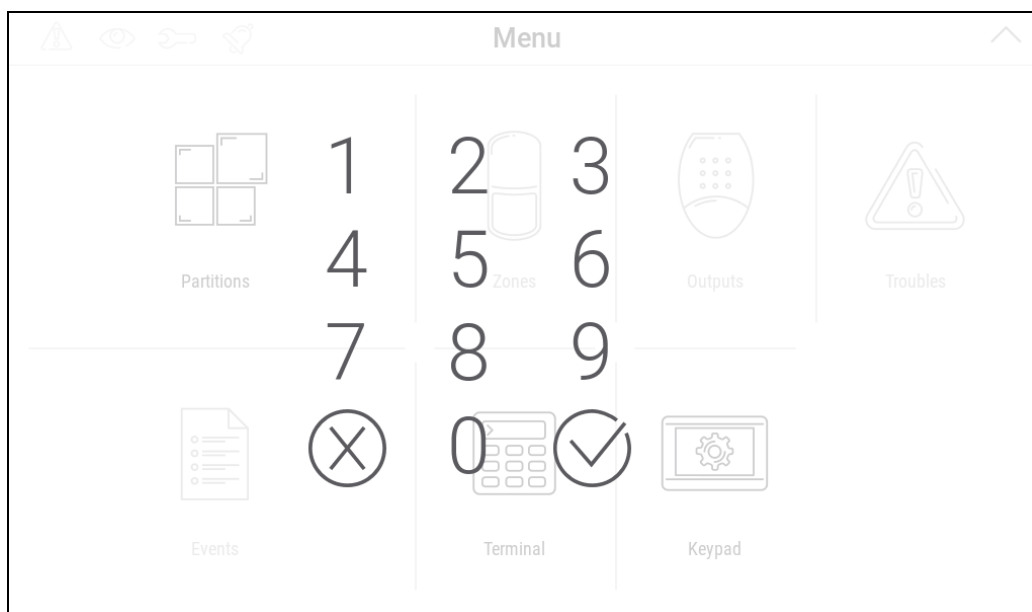 Menu
1 2 3
Partitions
4 5 6
Zones
Outputs
Troubles
7 8 9
0
Events
Terminal
Keypad